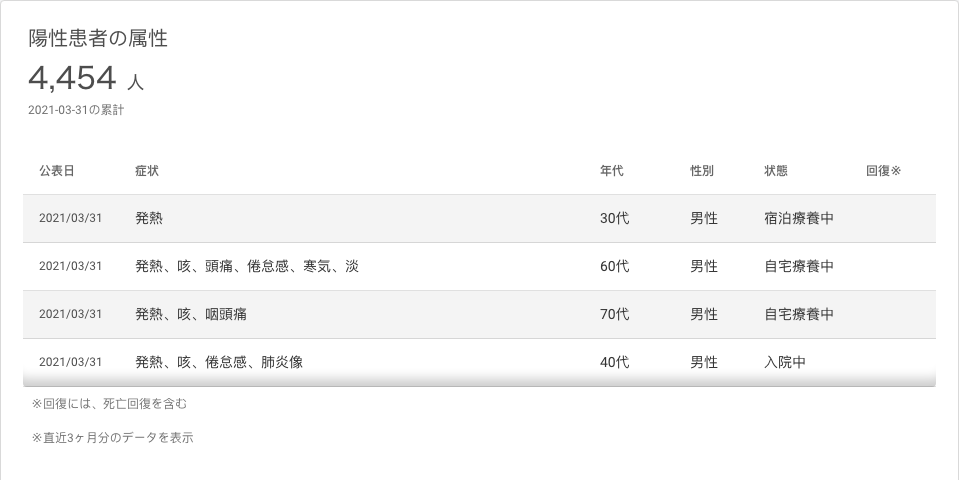 陽性患者の属性
4,454 人
2021-03-31の累計
公表日 症状 年代 性別 状態 回復※
2021/03/31 発熱 30代 男性 宿泊療養中
2021/03/31 発熱、咳、頭痛、倦怠感、寒気、淡 60代 男性 自宅療養中
2021/03/31 発熱、咳、咽頭痛 70代 男性 自宅療養中
2021/03/31 発熱、咳、倦怠感、肺炎像 40代 男性 入院中
※回復には、死亡回復を含む
※直近3ヶ月分のデータを表示